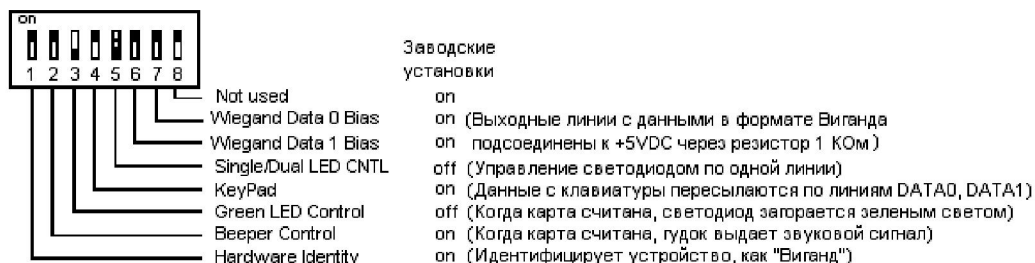 on
1 2 3 4 5 6 7 8
Заводские
установки
Not used on
Wiegand Data 0 Bias on (Выходные линии с данными в формате Виганда
Wiegand Data 1 Bias on подсоединены к +5VDC через резистор 1 КОм)
Single/Dual LED CNTL off (Управление светодиодом по одной линии)
KeyPad on (Данные с клавиатуры пересылаются по линиям DATA0, DATA1)
Green LED Control off (Когда карта считана, светодиод загорается зеленым светом)
Beeper Control on (Когда карта считана, гудок выдает звуковой сигнал)
Hardware Identity on (Идентифицирует устройство, как "Виганд")